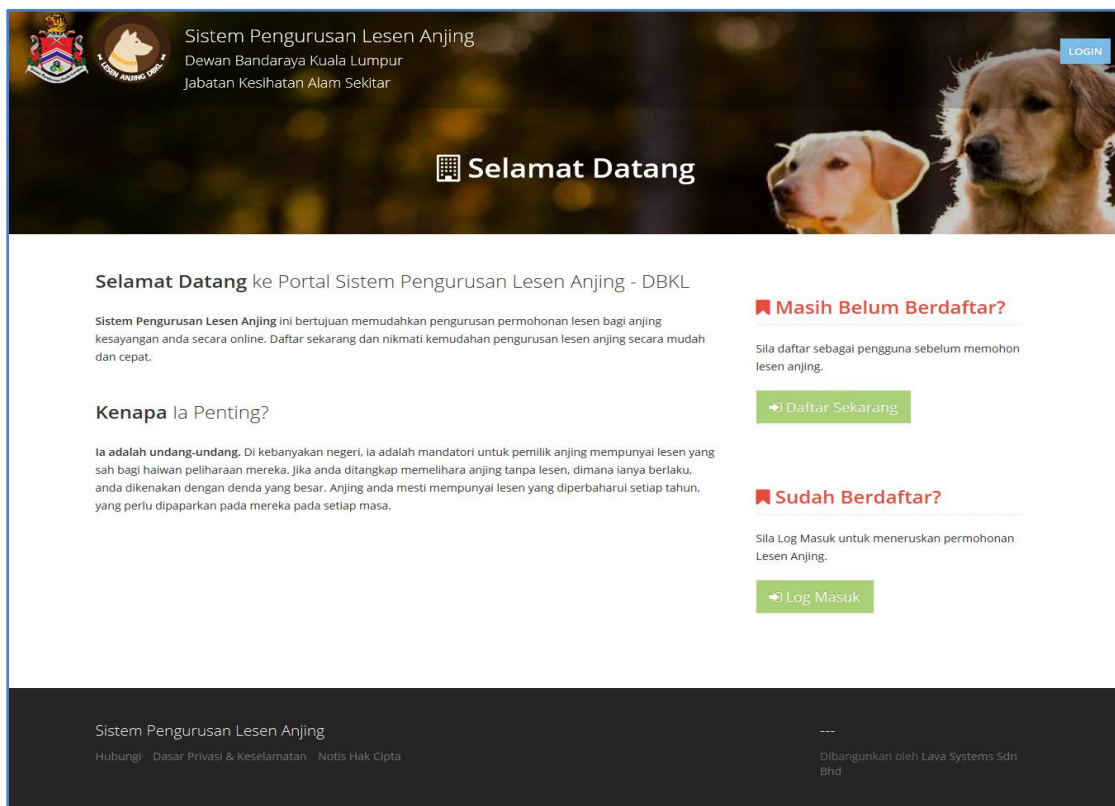 LESEN ANJING DBKL
Sistem Pengurusan Lesen Anjing
Dewan Bandaraya Kuala Lumpur
Jabatan Kesihatan Alam Sekitar
LOGIN
Selamat Datang
Selamat Datang ke Portal Sistem Pengurusan Lesen Anjing - DBKL
Sistem Pengurusan Lesen Anjing ini bertujuan memudahkan pengurusan permohonan lesen bagi anjing
kesayangan anda secara online. Daftar sekarang dan nikmati kemudahan pengurusan lesen anjing secara mudah
dan cepat.
Kenapa Ia Penting?
Ia adalah undang-undang. Di kebanyakan negeri, ia adalah mandatori untuk pemilik anjing mempunyai lesen yang
sah bagi haiwan peliharaan mereka. Jika anda ditangkap memelihara anjing tanpa lesen, dimana ianya berlaku,
anda dikenakan dengan denda yang besar. Anjing anda mesti mempunyai lesen yang diperbaharui setiap tahun,
yang perlu dipaparkan pada mereka pada setiap masa.
Masih Belum Berdaftar?
Sila daftar sebagai pengguna sebelum memohon
lesen anjing.
Daftar Sekarang
Sudah Berdaftar?
Sila Log Masuk untuk meneruskan permohonan
Lesen Anjing.
Log Masuk
Sistem Pengurusan Lesen Anjing
Hubungi Dasar Privasi & Keselamatan Notis Hak Cipta
---
Dibangunkan oleh Lava Systems Sdn
Bhd